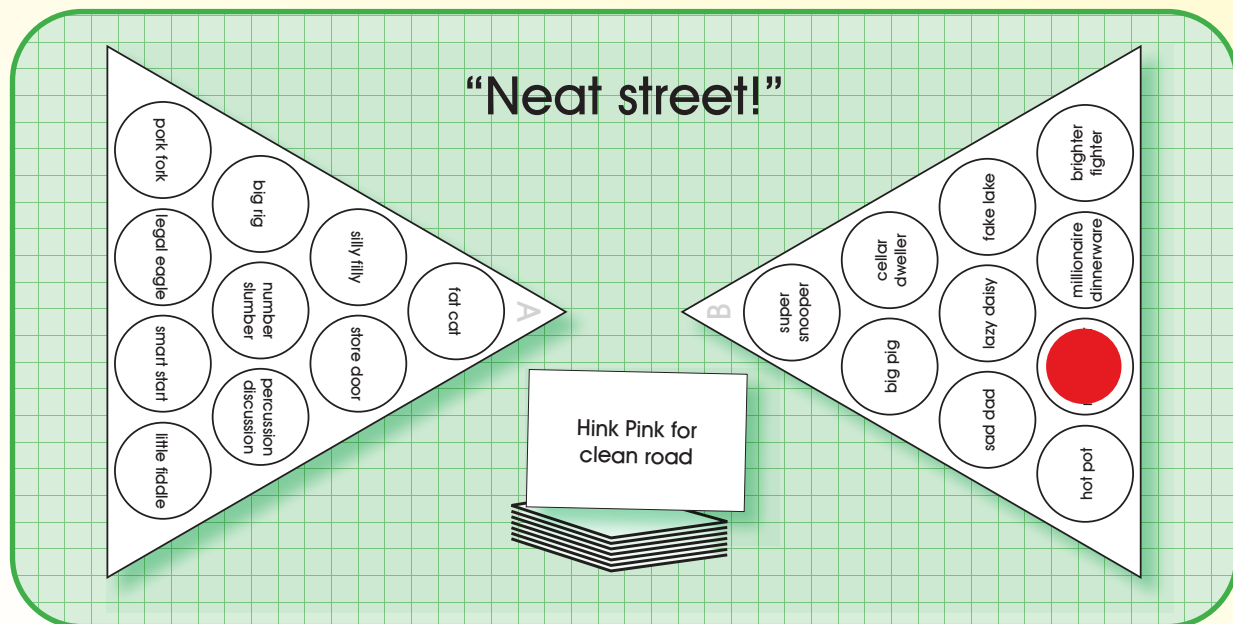 “Neat street!”
pork fork
legal eagle
smart start
little fiddle
big rig
number
slumber
percussion
discussion
silly filly
store door
fat cat
A
B
super
snooper
cellar
dweller
big pig
fake lake
lazy daisy
sad dad
brighter
fighter
millionaire
dinnerware
hot pot
Hink Pink for
clean road